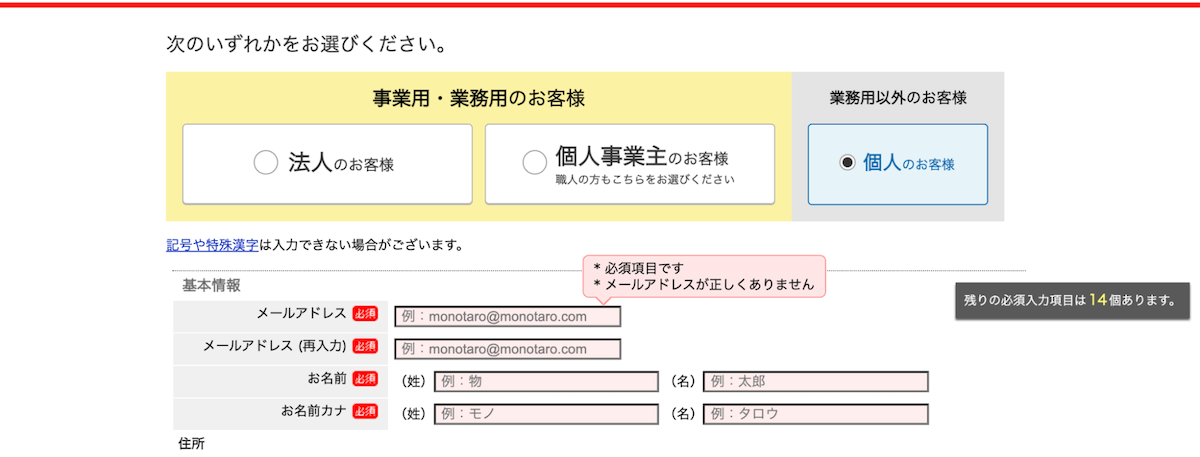 次のいずれかをお選びください。
事業用・業務用のお客様
業務用以外のお客様
法人のお客様
個人事業主のお客様
職人の方もこちらをお選びください
個人のお客様
記号や特殊漢字は入力できない場合がございます。
* 必須項目です
* メールアドレスが正しくありません
基本情報
残りの必須入力項目は 14個あります。
メールアドレス 必須 例：monotaro@monotaro.com
メールアドレス (再入力) 必須 例：monotaro@monotaro.com
お名前 必須 （姓） 例：物 （名） 例：太郎
お名前カナ 必須 （姓） 例：モノ （名） 例：タロウ
住所